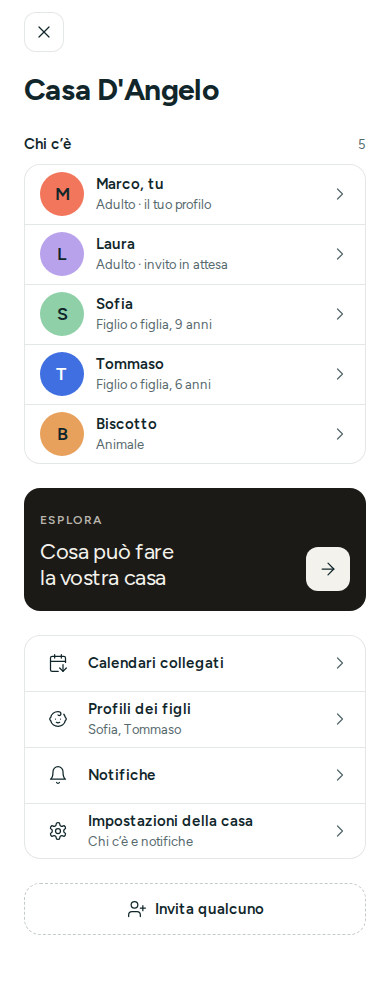 Casa D'Angelo
Chi c’è
5
M
Marco, tu
Adulto · il tuo profilo
L
Laura
Adulto · invito in attesa
S
Sofia
Figlio o figlia, 9 anni
T
Tommaso
Figlio o figlia, 6 anni
B
Biscotto
Animale
ESPLORA
Cosa può fare
la vostra casa
Calendari collegati
Profili dei figli
Sofia, Tommaso
Notifiche
Impostazioni della casa
Chi c’è e notifiche
Invita qualcuno